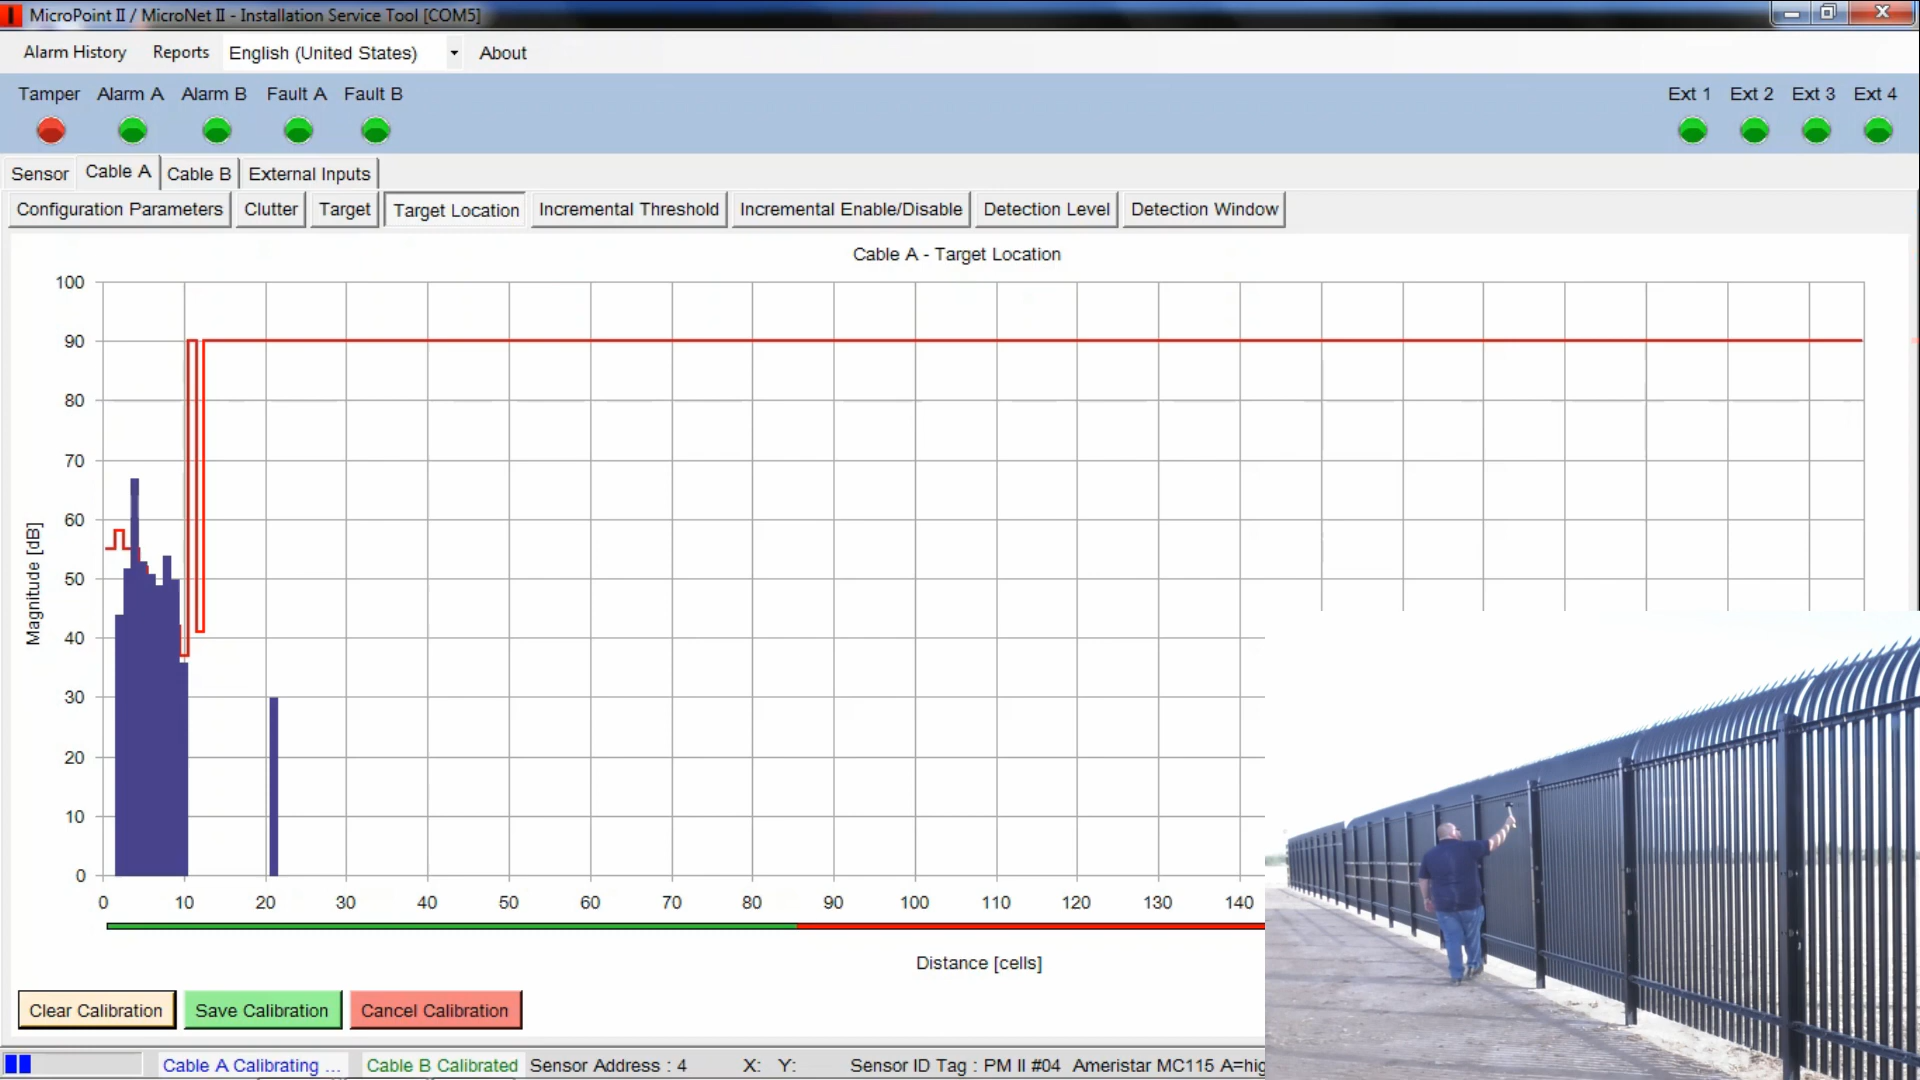 MicroPoint II / MicroNet II - Installation Service Tool [COM5]
Alarm History Reports English (United States) About
Tamper Alarm A Alarm B Fault A Fault B Ext 1 Ext 2 Ext 3 Ext 4
Sensor Cable A Cable B External Inputs
Configuration Parameters Clutter Target Target Location Incremental Threshold Incremental Enable/Disable Detection Level Detection Window
Cable A - Target Location
100
90
80
70
60
50
40
30
20
10
0
Magnitude [dB]
0 10 20 30 40 50 60 70 80 90 100 110 120 130 140
Distance [cells]
Clear Calibration Save Calibration Cancel Calibration
Cable A Calibrating ... Cable B Calibrated Sensor Address : 4 X: Y: Sensor ID Tag : PM II #04 Ameristar MC115